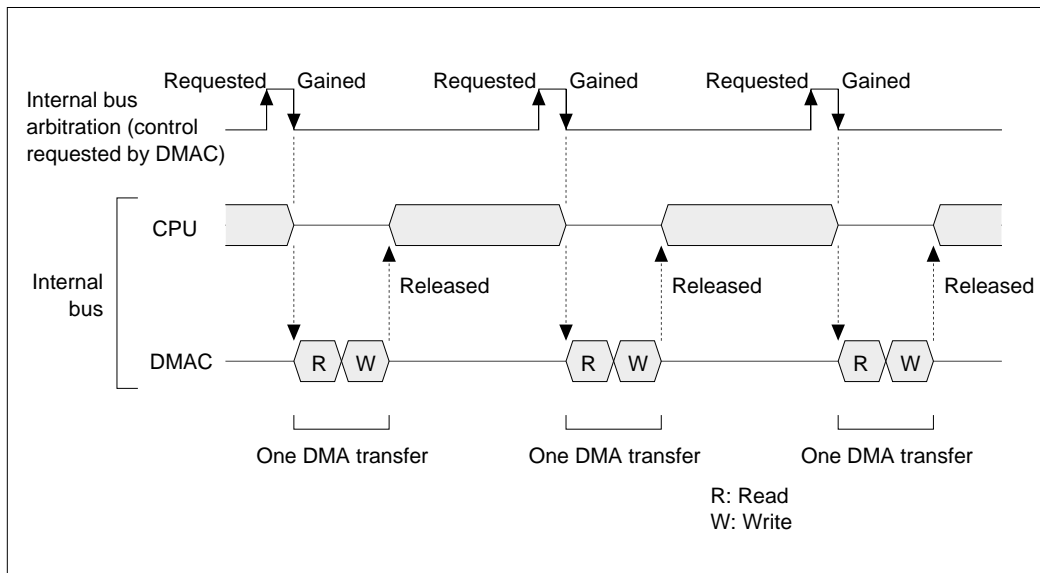 Requested Gained Requested Gained Requested Gained
Internal bus
arbitration (control
requested by DMAC)
CPU
Internal
bus
Released Released Released
DMAC R W R W R W
One DMA transfer One DMA transfer One DMA transfer
R: Read
W: Write